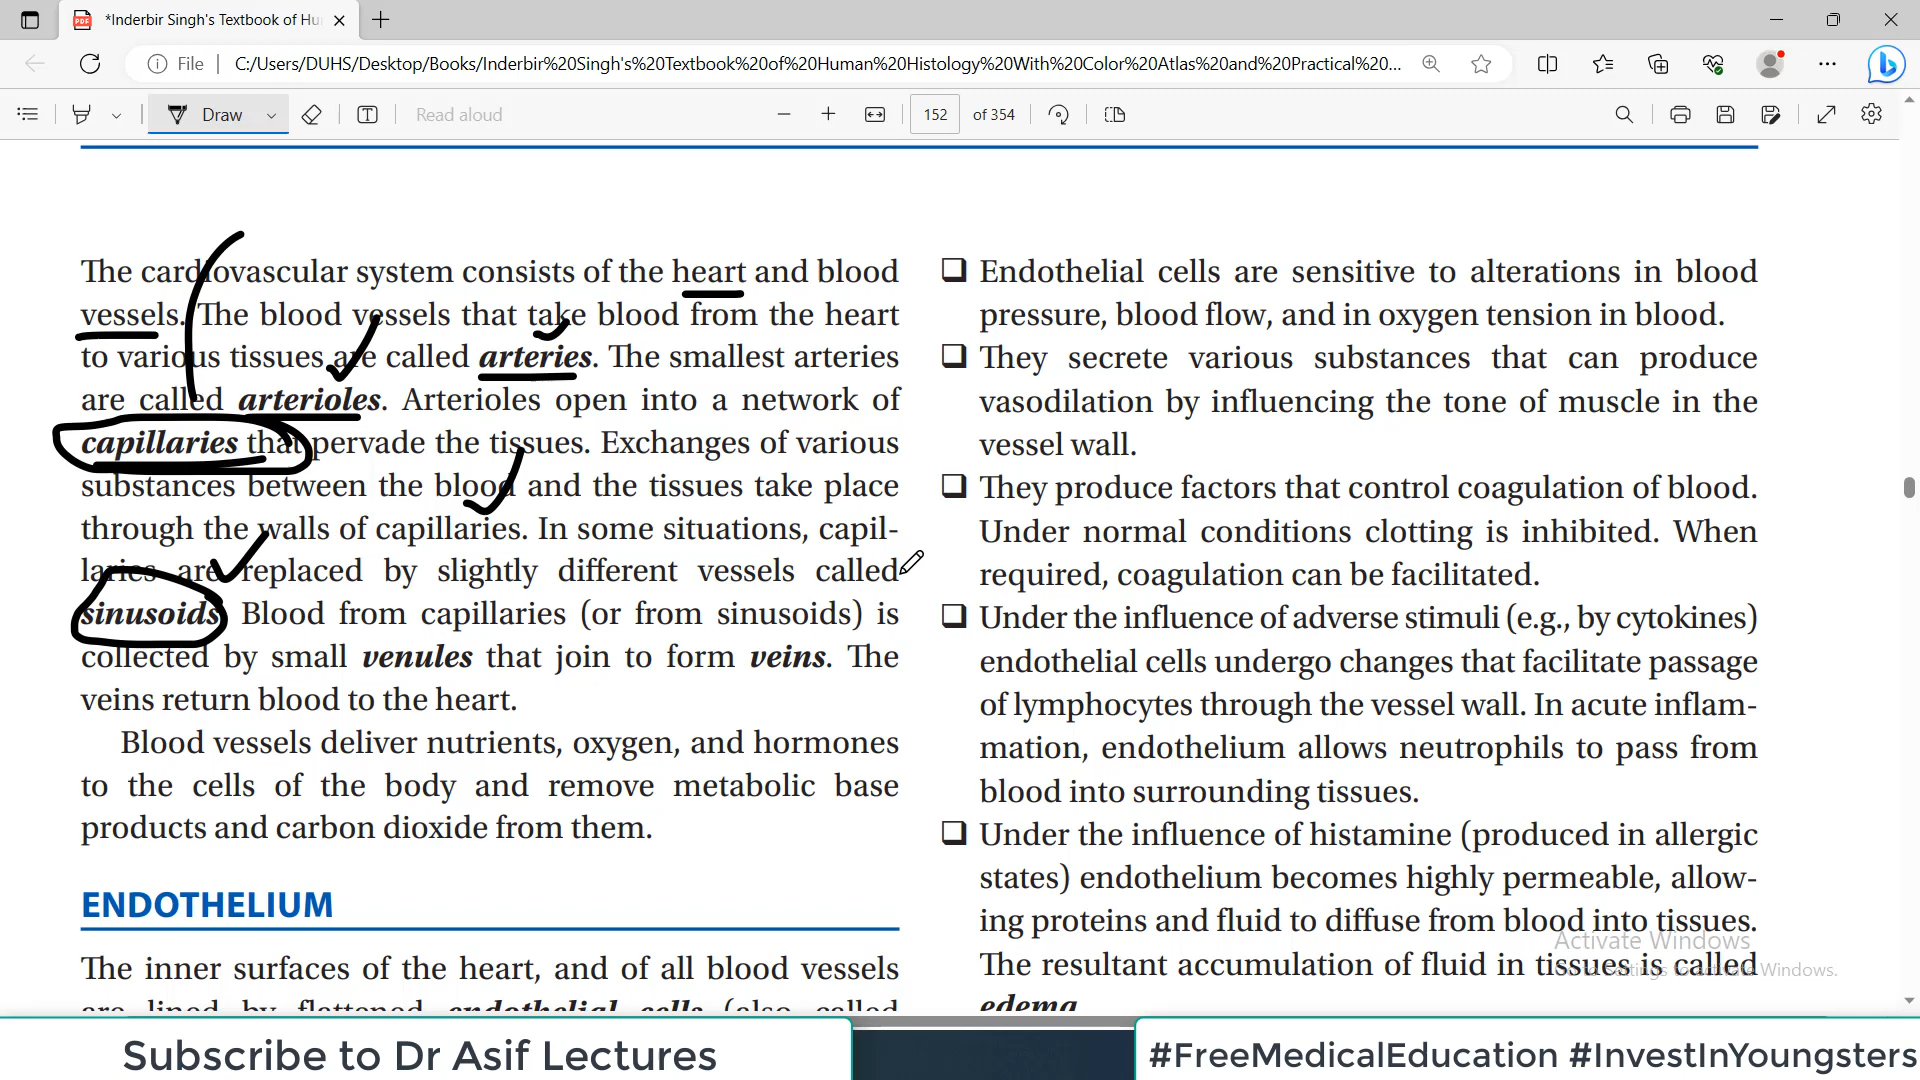 *Inderbir Singh's Textbook of Hu
File
C:/Users/DUHS/Desktop/Books/Inderbir%20Singh's%20Textbook%20of%20Human%20Histology%20With%20Color%20Atlas%20and%20Practical%20...
Draw
Read aloud
152 of 354
The cardiovascular system consists of the heart and blood
vessels. The blood vessels that take blood from the heart
to various tissues are called arteries. The smallest arteries
are called arterioles. Arterioles open into a network of
capillaries that pervade the tissues. Exchanges of various
substances between the blood and the tissues take place
through the walls of capillaries. In some situations, capil-
laries are replaced by slightly different vessels called
sinusoids. Blood from capillaries (or from sinusoids) is
collected by small venules that join to form veins. The
veins return blood to the heart.
Blood vessels deliver nutrients, oxygen, and hormones
to the cells of the body and remove metabolic base
products and carbon dioxide from them.
ENDOTHELIUM
The inner surfaces of the heart, and of all blood vessels
are lined by flattened endothelial cells (also called
❑ Endothelial cells are sensitive to alterations in blood
pressure, blood flow, and in oxygen tension in blood.
❑ They secrete various substances that can produce
vasodilation by influencing the tone of muscle in the
vessel wall.
❑ They produce factors that control coagulation of blood.
Under normal conditions clotting is inhibited. When
required, coagulation can be facilitated.
❑ Under the influence of adverse stimuli (e.g., by cytokines)
endothelial cells undergo changes that facilitate passage
of lymphocytes through the vessel wall. In acute inflam-
mation, endothelium allows neutrophils to pass from
blood into surrounding tissues.
❑ Under the influence of histamine (produced in allergic
states) endothelium becomes highly permeable, allow-
ing proteins and fluid to diffuse from blood into tissues.
The resultant accumulation of fluid in tissues is called
edema
Activate Windows
Go to Settings to activate Windows.
Subscribe to Dr Asif Lectures
#FreeMedicalEducation #InvestInYoungsters